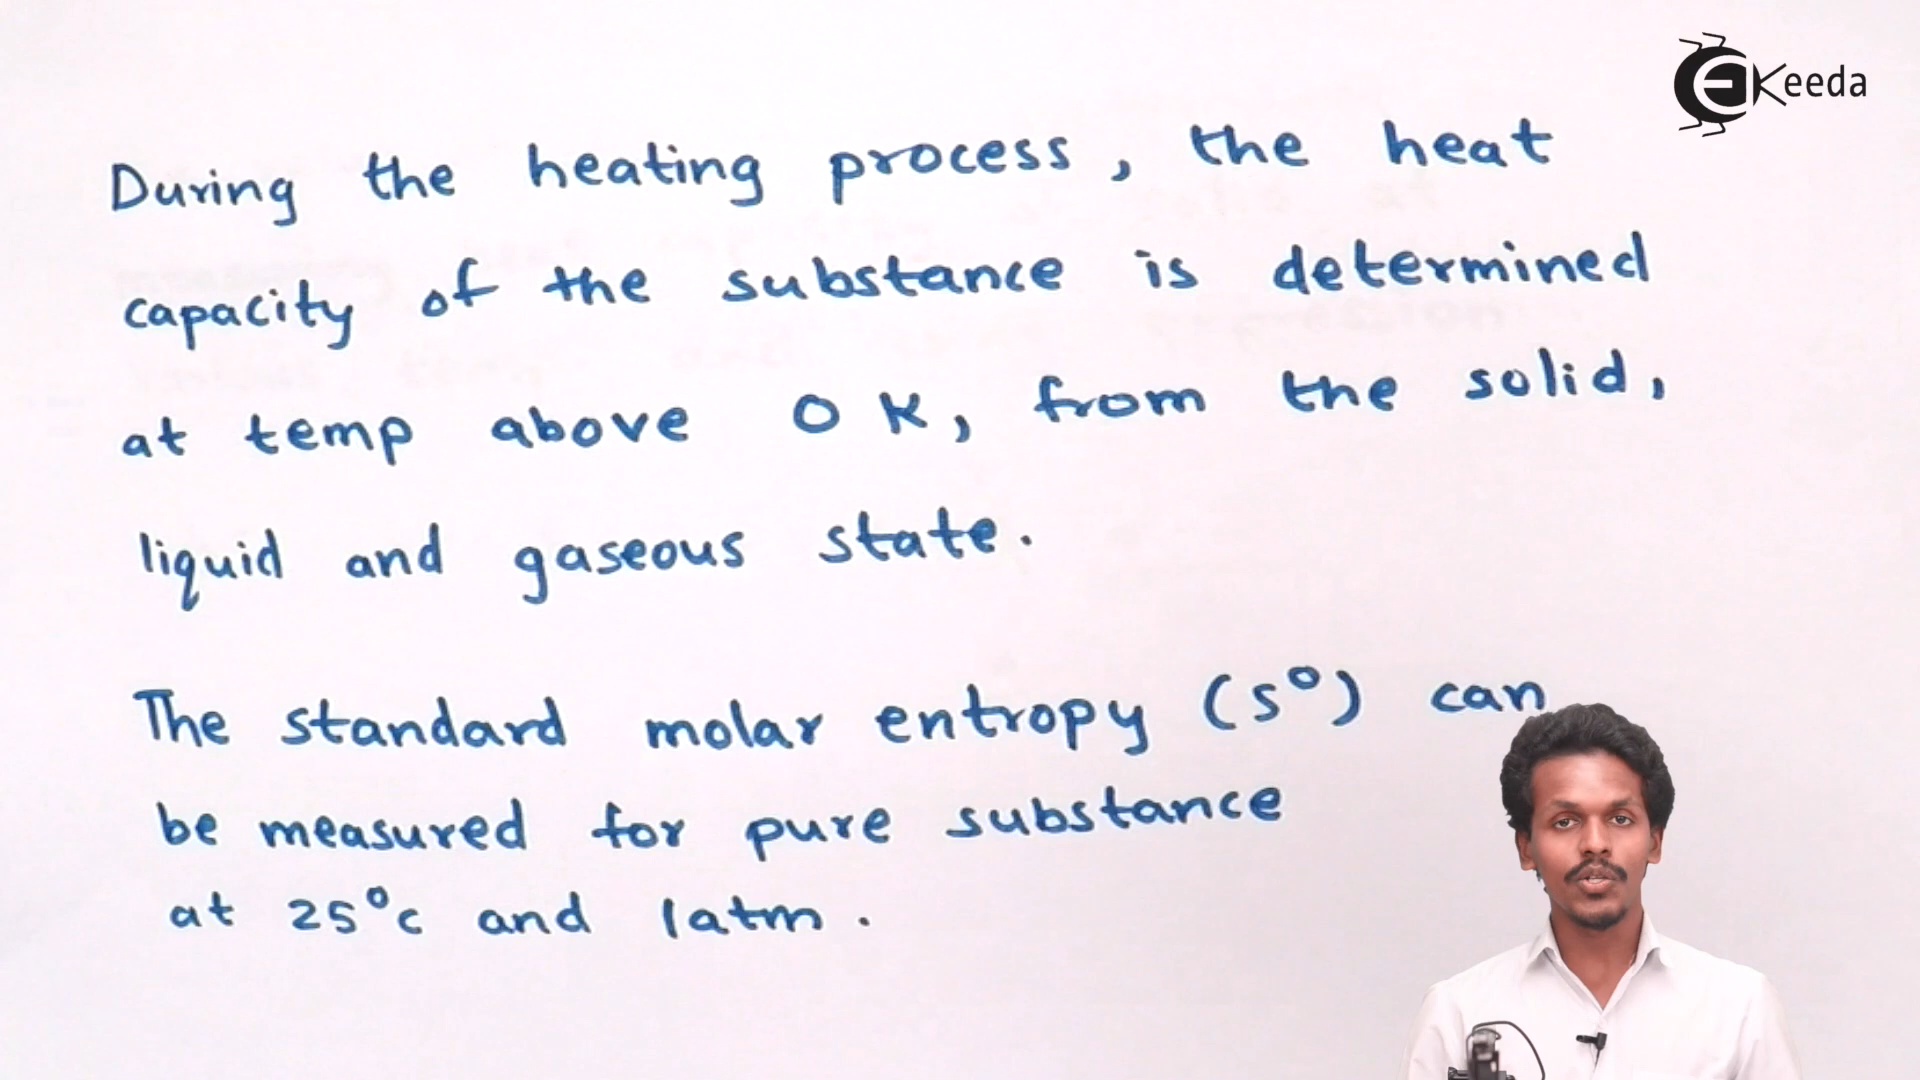 EKeeda
During the heating process, the heat
capacity of the substance is determined
at temp above 0 K, from the solid,
liquid and gaseous state.
The standard molar entropy (S°) can
be measured for pure substance
at 25°c and 1atm.